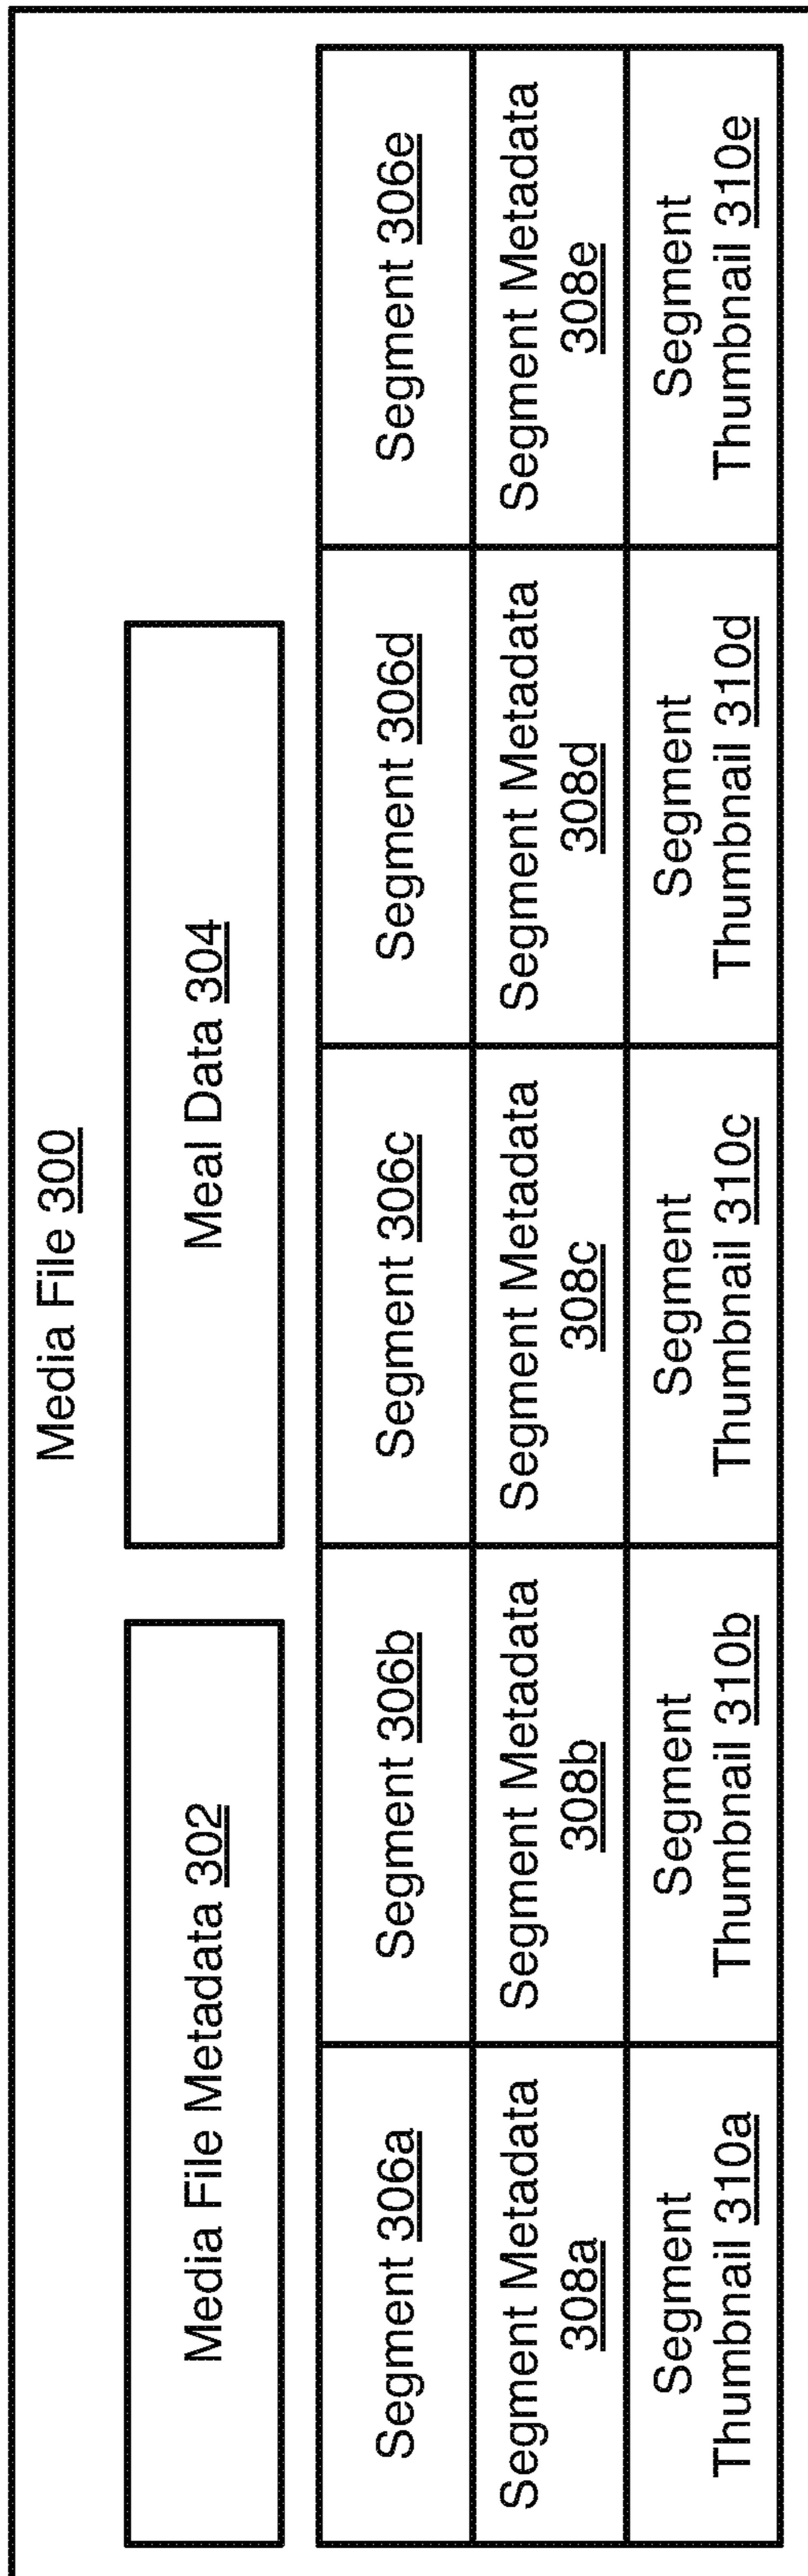 Media File 300
Media File Metadata 302
Meal Data 304
Segment 306a
Segment 306b
Segment 306c
Segment 306d
Segment 306e
Segment Metadata
308a
Segment Metadata
308b
Segment Metadata
308c
Segment Metadata
308d
Segment Metadata
308e
Segment
Thumbnail 310a
Segment
Thumbnail 310b
Segment
Thumbnail 310c
Segment
Thumbnail 310d
Segment
Thumbnail 310e